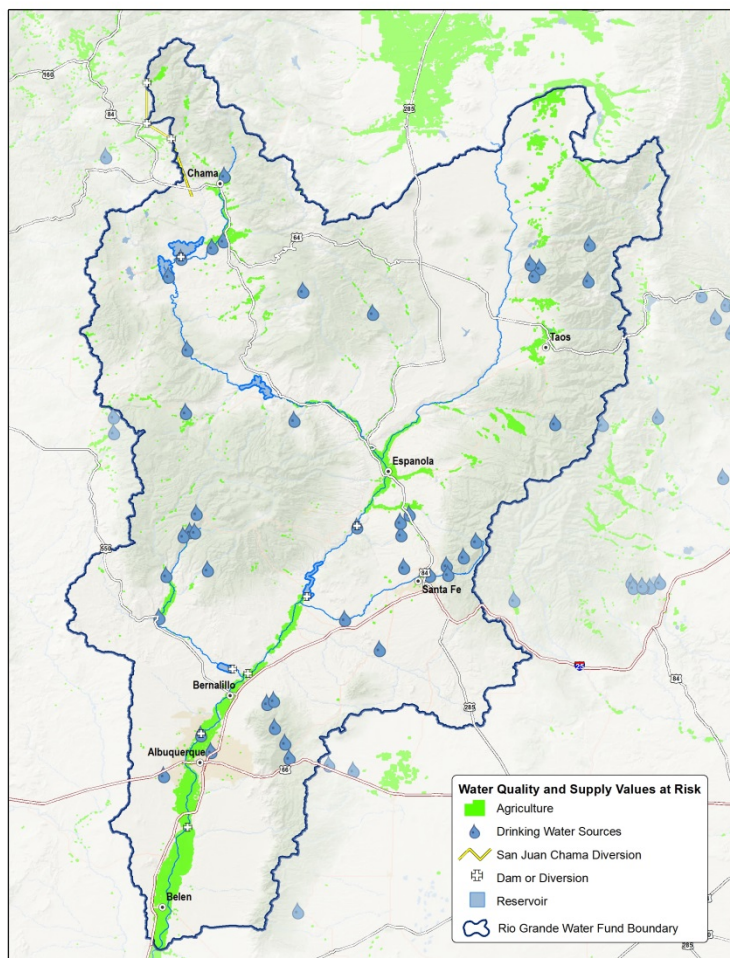 160
84
285
Chama
64
Taos
Espanola
550
84
Santa Fe
25
84
285
Bernalillo
Albuquerque
66
Belen
60
285
Water Quality and Supply Values at Risk
Agriculture
Drinking Water Sources
San Juan Chama Diversion
Dam or Diversion
Reservoir
Rio Grande Water Fund Boundary